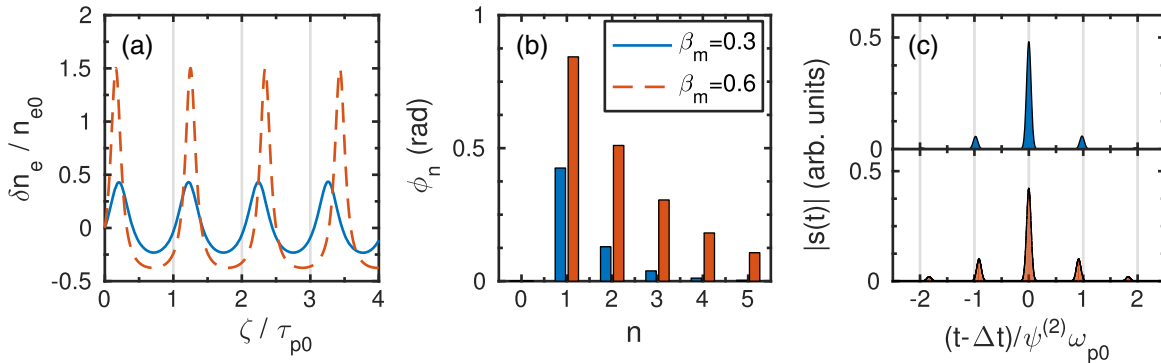 (a)
2
1.5
1
0.5
0
-0.5
δn_e / n_e0
0 1 2 3 4
ζ / τ_p0
(b)
β_m=0.3
β_m=0.6
1
0.5
0
ϕ_n (rad)
1 2 3 4 5
n
(c)
0.5
0
0.5
0
|s(t)| (arb. units)
-2 -1 0 1 2
(t-Δt)/ψ^(2)ω_p0